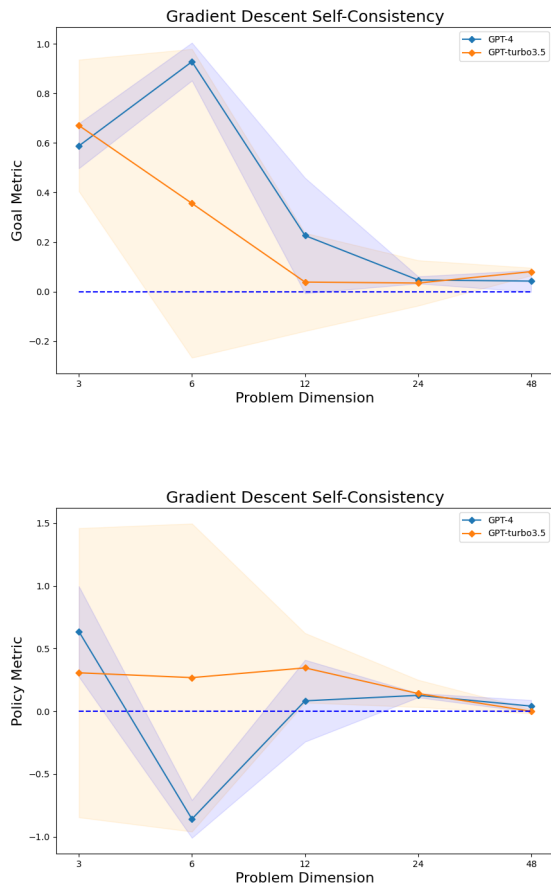 Gradient Descent Self-Consistency
GPT-4
GPT-turbo3.5
1.0
0.8
0.6
0.4
0.2
0.0
−0.2
Goal Metric
3
6
12
24
48
Problem Dimension
Gradient Descent Self-Consistency
GPT-4
GPT-turbo3.5
1.5
1.0
0.5
0.0
−0.5
−1.0
Policy Metric
3
6
12
24
48
Problem Dimension